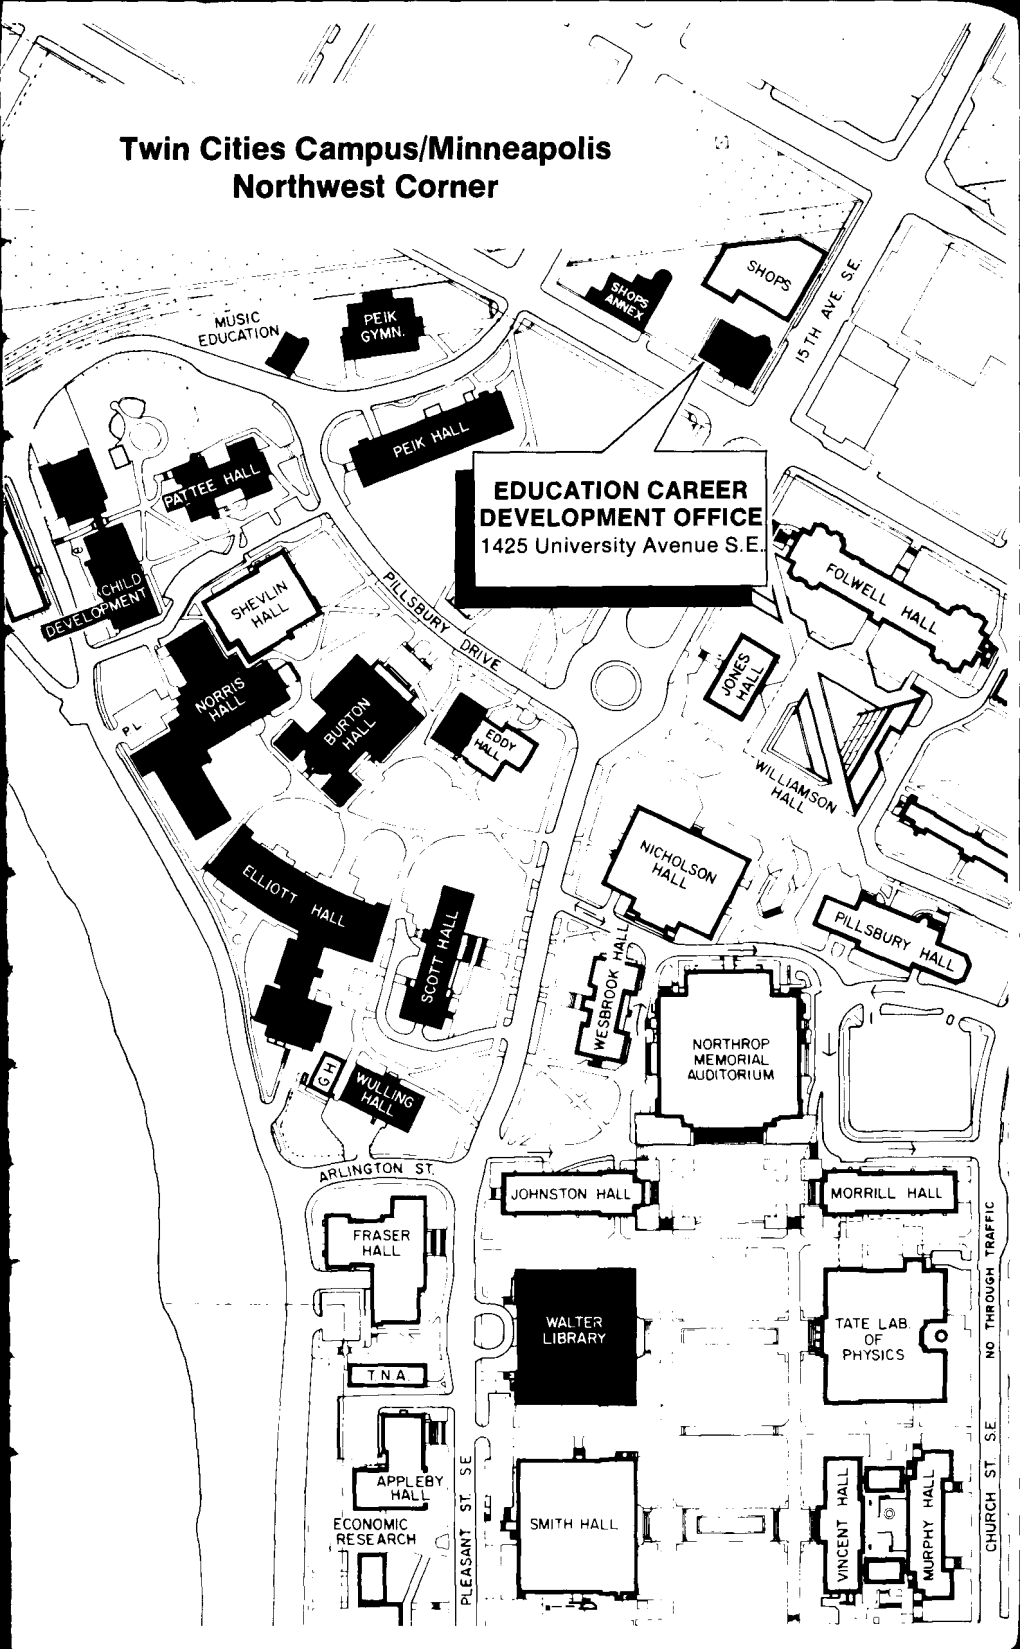 Twin Cities Campus/Minneapolis
Northwest Corner
SHOPS
SHOPS
ANNEX
15TH AVE. S.E.
MUSIC
EDUCATION
PEIK
GYMN.
PEIK HALL
PATTEE HALL
EDUCATION CAREER
DEVELOPMENT OFFICE
1425 University Avenue S.E.
FOLWELL HALL
CHILD
DEVELOPMENT
SHEVLIN
HALL
PILLSBURY DRIVE
JONES
HALL
NORRIS
HALL
BURTON
HALL
EDDY
HALL
PL
WILLIAMSON
HALL
NICHOLSON
HALL
ELLIOTT HALL
SCOTT HALL
PILLSBURY HALL
WESBROOK HALL
NORTHROP
MEMORIAL
AUDITORIUM
GH
WULLING
HALL
ARLINGTON ST.
JOHNSTON HALL
MORRILL HALL
FRASER
HALL
NO THROUGH TRAFFIC
WALTER
LIBRARY
TATE LAB.
OF
PHYSICS
T.N.A.
APPLEBY
HALL
PLEASANT ST. S.E.
CHURCH ST. S.E.
ECONOMIC
RESEARCH
SMITH HALL
VINCENT HALL
MURPHY HALL